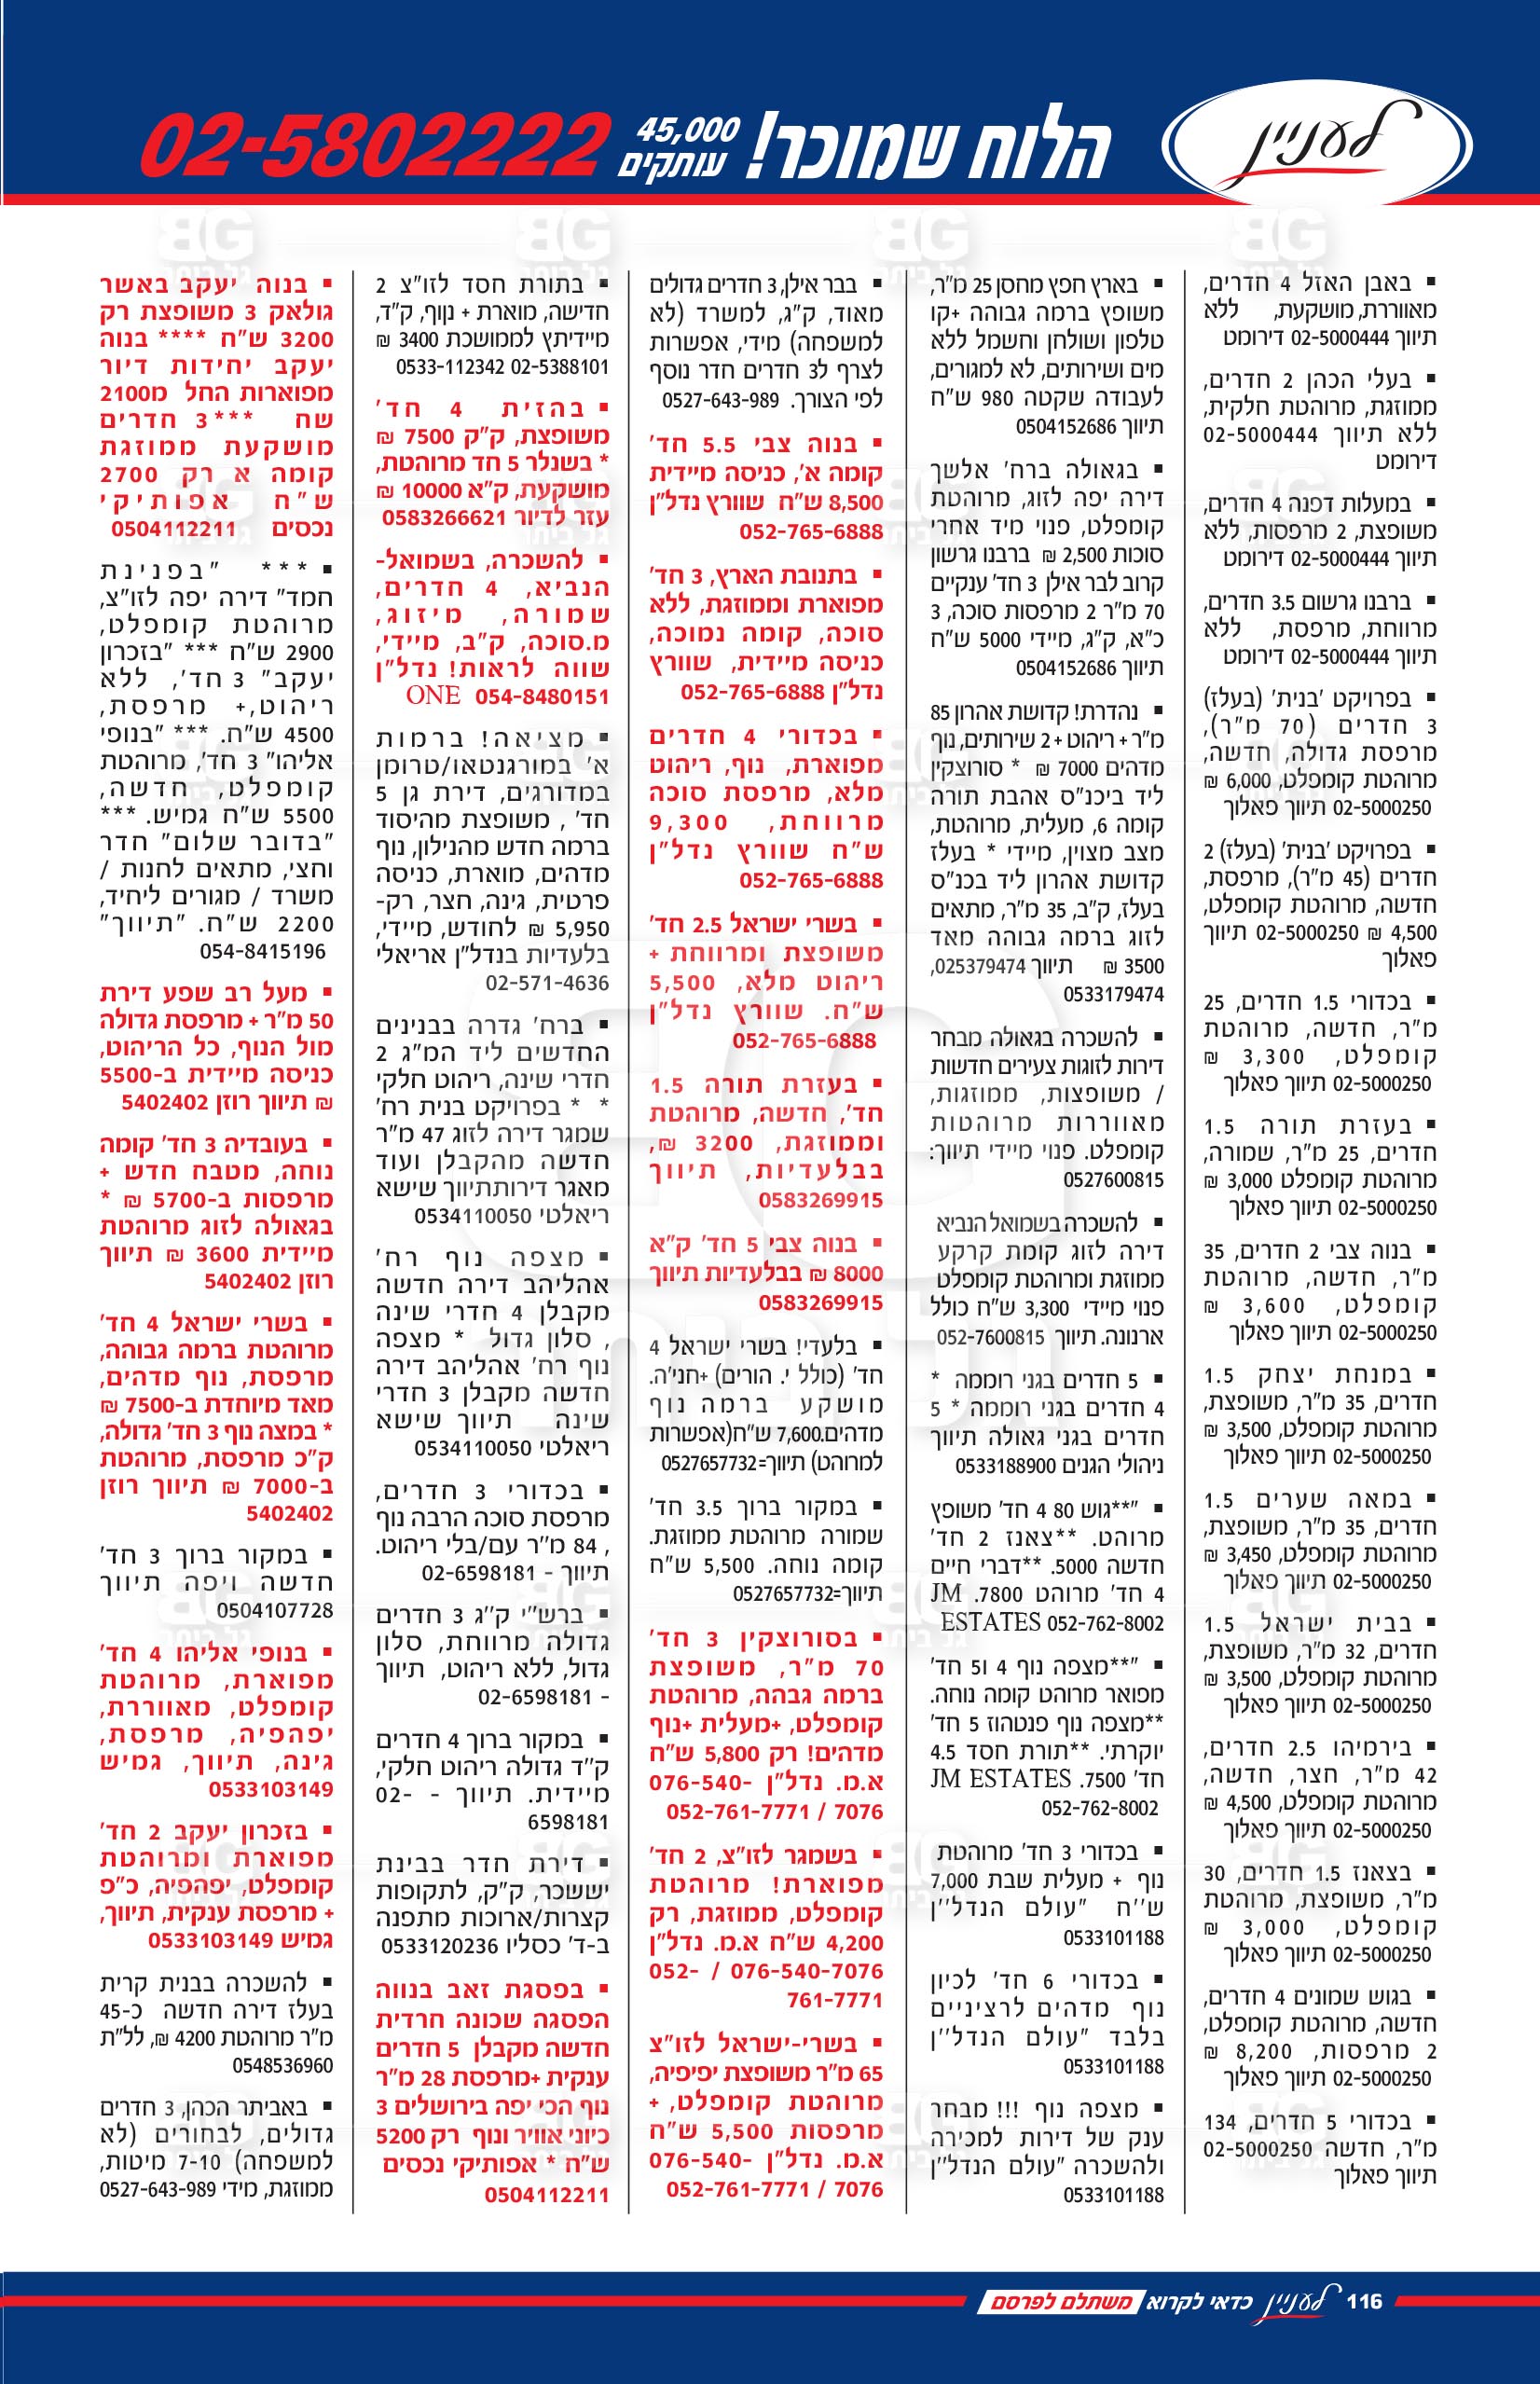 לעניין
הלוח שמוכר!
45,000
עותקים
02-5802222
▪ באבן האזל 4 חדרים,
מאווררת, מושקעת, ללא
תיווך 02-5000444 דירומט
▪ בעלי הכהן 2 חדרים,
ממוזגת, מרוהטת חלקית,
ללא תיווך 02-5000444
דירומט
▪ במעלות דפנה 4 חדרים,
משופצת, 2 מרפסות, ללא
תיווך 02-5000444 דירומט
▪ ברבנו גרשום 3.5 חדרים,
מרווחת, מרפסת, ללא
תיווך 02-5000444 דירומט
▪ בפרויקט 'בנית' (בעלז)
3 חדרים (70 מ"ר),
מרפסת גדולה, חדשה,
מרוהטת קומפלט, 6,000 ₪
02-5000250 תיווך פאלוך
▪ בפרויקט 'בנית' (בעלז) 2
חדרים (45 מ"ר), מרפסת,
חדשה, מרוהטת קומפלט,
4,500 ₪ 02-5000250 תיווך
פאלוך
▪ בכדורי 1.5 חדרים, 25
מ"ר, חדשה, מרוהטת
קומפלט, 3,300 ₪
02-5000250 תיווך פאלוך
▪ בעזרת תורה 1.5
חדרים, 25 מ"ר, שמורה,
מרוהטת קומפלט 3,000 ₪
02-5000250 תיווך פאלוך
▪ בנוה צבי 2 חדרים, 35
מ"ר, חדשה, מרוהטת
קומפלט, 3,600 ₪
02-5000250 תיווך פאלוך
▪ במנחת יצחק 1.5
חדרים, 35 מ"ר, משופצת,
מרוהטת קומפלט, 3,500 ₪
02-5000250 תיווך פאלוך
▪ במאה שערים 1.5
חדרים, 35 מ"ר, משופצת,
מרוהטת קומפלט, 3,450 ₪
02-5000250 תיווך פאלוך
▪ בבית ישראל 1.5
חדרים, 32 מ"ר, משופצת,
מרוהטת קומפלט, 3,500 ₪
02-5000250 תיווך פאלוך
▪ בירמיהו 2.5 חדרים,
42 מ"ר, חצר, חדשה,
מרוהטת קומפלט, 4,500 ₪
02-5000250 תיווך פאלוך
▪ בצאנז 1.5 חדרים, 30
מ"ר, משופצת, מרוהטת
קומפלט, 3,000 ₪
02-5000250 תיווך פאלוך
▪ בגוש שמונים 4 חדרים,
חדשה, מרוהטת קומפלט,
2 מרפסות, 8,200 ₪
02-5000250 תיווך פאלוך
▪ בכדורי 5 חדרים, 134
מ"ר, חדשה 02-5000250
תיווך פאלוך
▪ בארץ חפץ מחסן 25 מ"ר,
משופץ ברמה גבוהה +קו
טלפון ושולחן וחשמל ללא
מים ושירותים, לא למגורים,
לעבודה שקטה 980 ש"ח
תיווך 0504152686
▪ בגאולה ברח' אלשך
דירה יפה לזוג, מרוהטת
קומפלט, פנוי מיד אחרי
סוכות 2,500 ₪ ברבנו גרשון
קרוב לבר אילן 3 חד' ענקיים
70 מ"ר 2 מרפסות סוכה, 3
כ"א, ק"ג, מיידי 5000 ש"ח
תיווך 0504152686
▪ נהדרת! קדושת אהרון 85
מ"ר + ריהוט + 2 שירותים, נוף
מדהים 7000 ₪ * סורוצקין
ליד ביכנ"ס אהבת תורה
קומה 6, מעלית, מרוהטת,
מצב מצוין, מיידי * בעלז
קדושת אהרון ליד בכנ"ס
בעלז, ק"ב, 35 מ"ר, מתאים
לזוג ברמה גבוהה מאד
3500 ₪ תיווך 025379474,
0533179474
▪ להשכרה בגאולה מבחר
דירות לזוגות צעירים חדשות
/ משופצות, ממוזגות,
מאווררות מרוהטות
קומפלט. פנוי מיידי תיווך:
0527600815
▪ להשכרה בשמואל הנביא
דירה לזוג קומת קרקע
ממוזגת ומרוהטת קומפלט
פנוי מיידי 3,300 ש"ח כולל
ארנונה. תיווך 052-7600815
▪ 5 חדרים בגני רוממה *
4 חדרים בגני רוממה * 5
חדרים בגני גאולה תיווך
ניהולי הגנים 0533188900
▪ "**גוש 80 4 חד' משופץ
מרוהט. **צאנז 2 חד'
חדשה 5000. **דברי חיים
4 חד' מרוהט 7800. JM
ESTATES 052-762-8002
▪ "**מצפה נוף 4 ו5 חד'
מפואר מרוהט קומה נוחה.
**מצפה נוף פנטהוז 5 חד'
יוקרתי. **תורת חסד 4.5
חד' 7500. JM ESTATES
052-762-8002
▪ בכדורי 3 חד' מרוהטת
נוף + מעלית שבת 7,000
ש''ח "עולם הנדל''ן
0533101188
▪ בכדורי 6 חד' לכיון
נוף מדהים לרציניים
בלבד "עולם הנדל''ן
0533101188
▪ מצפה נוף !!! מבחר
ענק של דירות למכירה
ולהשכרה "עולם הנדל''ן
0533101188
▪ בבר אילן, 3 חדרים גדולים
מאוד, ק"ג, למשרד (לא
למשפחה) מידי, אפשרות
לצרף ל3 חדרים חדר נוסף
לפי הצורך. 0527-643-989
▪ בנוה צבי 5.5 חד'
קומה א', כניסה מיידית
8,500 ש"ח שוורץ נדל"ן
052-765-6888
▪ בתנובת הארץ, 3 חד'
מפוארת וממוזגת, ללא
סוכה, קומה נמוכה,
כניסה מיידית, שוורץ
נדל"ן 052-765-6888
▪ בכדורי 4 חדרים
מפוארת, נוף, ריהוט
מלא, מרפסת סוכה
מרווחת, 9,300
ש"ח שוורץ נדל"ן
052-765-6888
▪ בשרי ישראל 2.5 חד'
משופצת ומרווחת +
ריהוט מלא, 5,500
ש"ח. שוורץ נדל"ן
052-765-6888
▪ בעזרת תורה 1.5
חד', חדשה, מרוהטת
וממוזגת, 3200 ₪,
בבלעדיות, תיווך
0583269915
▪ בנוה צבי 5 חד' ק"א
8000 ₪ בבלעדיות תיווך
0583269915
▪ בלעדי! בשרי ישראל 4
חד' (כולל י. הורים) +חני'ה.
מושקע ברמה נוף
מדהים.7,600 ש"ח(אפשרות
למרוהט) תיווך=0527657732
▪ במקור ברוך 3.5 חד'
שמורה מרוהטת ממוזגת.
קומה נוחה. 5,500 ש"ח
תיווך=0527657732
▪ בסורוצקין 3 חד'
70 מ"ר, משופצת
ברמה גבהה, מרוהטת
קומפלט, +מעלית +נוף
מדהים! רק 5,800 ש"ח
א.מ. נדל"ן 076-540-
7076 / 052-761-7771
▪ בשמגר לזו"צ, 2 חד'
מפוארת! מרוהטת
קומפלט, ממוזגת, רק
4,200 ש"ח א.מ. נדל"ן
076-540-7076 / 052-
761-7771
▪ בשרי-ישראל לזו"צ
65 מ"ר משופצת יפיפיה,
מרוהטת קומפלט, +
מרפסות 5,500 ש"ח
א.מ. נדל"ן 076-540-
7076 / 052-761-7771
▪ בתורת חסד לזו"צ 2
חדישה, מוארת + נןוף, ק"ד,
מיידיתץ לממושכת 3400 ₪
02-5388101 0533-112342
▪ בהזית 4 חד'
משופצת, ק"ק 7500 ₪
* בשנלר 5 חד מרוהטת,
מושקעת, ק"א 10000 ₪
עזר לדיור 0583266621
▪ להשכרה, בשמואל-
הנביא, 4 חדרים,
שמורה, מיזוג,
מ.סוכה, ק"ב, מיידי,
שווה לראות! נדל"ן
ONE 054-8480151
▪ מציאה! ברמות
א' במורגנטאו/טרומן
במדורגים, דירת גן 5
חד' , משופצת מהיסוד
ברמה חדש מהנילון, נוף
מדהים, מוארת, כניסה
פרטית, גינה, חצר, רק-
5,950 ₪ לחודש, מיידי,
בלעדיות בנדל"ן אריאלי
02-571-4636
▪ ברח' גדרה בבנינים
החדשים ליד המ"ג 2
חדרי שינה, ריהוט חלקי
* * בפרויקט בנית רח'
שמגר דירה לזוג 47 מ"ר
חדשה מהקבלן ועוד
מאגר דירותתיווך שישא
ריאלטי 0534110050
▪ מצפה נוף רח'
אהליהב דירה חדשה
מקבלן 4 חדרי שינה
, סלון גדול * מצפה
נוף רח' אהליהב דירה
חדשה מקבלן 3 חדרי
שינה תיווך שישא
ריאלטי 0534110050
▪ בכדורי 3 חדרים,
מרפסת סוכה הרבה נוף
, 84 מ''ר עם/בלי ריהוט.
תיווך - 02-6598181
▪ ברש''י ק''ג 3 חדרים
גדולה מרווחת, סלון
גדול, ללא ריהוט, תיווך
- 02-6598181
▪ במקור ברוך 4 חדרים
ק''ד גדולה ריהוט חלקי,
מיידית. תיווך - 02-
6598181
▪ דירת חדר בבינת
יששכר, ק"ק, לתקופות
קצרות/ארוכות מתפנה
ב-ד' כסליו 0533120236
▪ בפסגת זאב בנווה
הפסגה שכונה חרדית
חדשה מקבלן 5 חדרים
ענקית +מרפסת 28 מ"ר
נוף הכי יפה בירושלים 3
כיוני אוויר ונוף רק 5200
ש"ח * אפותיקי נכסים
0504112211
▪ בנוה יעקב באשר
גולאק 3 משופצת רק
3200 ש"ח **** בנוה
יעקב יחידות דיור
מפוארות החל מ2100
שח ***3 חדרים
מושקעת ממוזגת
קומה א רק 2700
ש"ח אפותיקי
נכסים 0504112211
▪ *** "בפנינת
חמד" דירה יפה לזו"צ,
מרוהטת קומפלט,
2900 ש"ח *** "בזכרון
יעקב" 3 חד', ללא
ריהוט,+ מרפסת,
4500 ש"ח. *** "בנופי
אליהו" 3 חד', מרוהטת
קומפלט, חדשה,
5500 ש"ח גמיש. ***
"בדובר שלום" חדר
וחצי, מתאים לחנות /
משרד / מגורים ליחיד,
2200 ש"ח. "תיווך"
054-8415196
▪ מעל רב שפע דירת
50 מ"ר + מרפסת גדולה
מול הנוף, כל הריהוט,
כניסה מיידית ב-5500
₪ תיווך רוזן 5402402
▪ בעובדיה 3 חד' קומה
נוחה, מטבח חדש +
מרפסות ב-5700 ₪ *
בגאולה לזוג מרוהטת
מיידית 3600 ₪ תיווך
רוזן 5402402
▪ בשרי ישראל 4 חד'
מרוהטת ברמה גבוהה,
מרפסת, נוף מדהים,
מאד מיוחדת ב-7500 ₪
* במצה נוף 3 חד' גדולה,
ק"כ מרפסת, מרוהטת
ב-7000 ₪ תיווך רוזן
5402402
▪ במקור ברוך 3 חד'
חדשה ויפה תיווך
0504107728
▪ בנופי אליהו 4 חד'
מפוארת, מרוהטת
קומפלט, מאווררת,
יפהפיה, מרפסת,
גינה, תיווך, גמיש
0533103149
▪ בזכרון יעקב 2 חד'
מפוארת ומרוהטת
קומפלט, יפהפיה, כ"פ
+ מרפסת ענקית, תיווך,
גמיש 0533103149
▪ להשכרה בבנית קרית
בעלז דירה חדשה כ-45
מ"ר מרוהטת 4200 ₪, לל"ת
0548536960
▪ באביתר הכהן, 3 חדרים
גדולים, לבחורים (לא
למשפחה) 7-10 מיטות,
ממוזגת, מידי 0527-643-989
116 לעניין כדאי לקרוא משתלם לפרסם